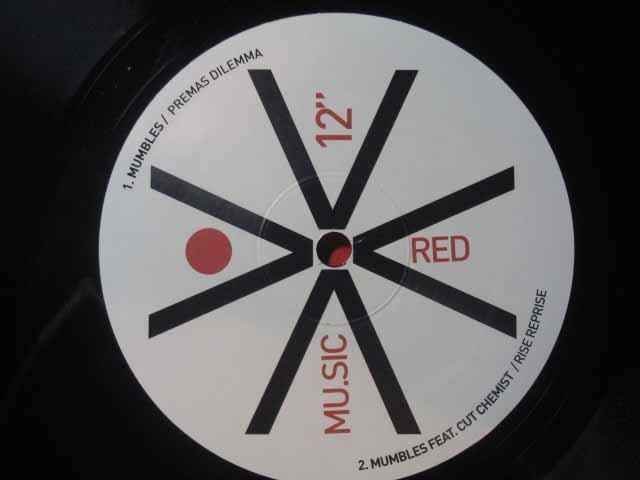 1. MUMBLES / PREMAS DILEMMA
12”
RED
MU.SIC
2. MUMBLES FEAT. CUT CHEMIST / RISE REPRISE